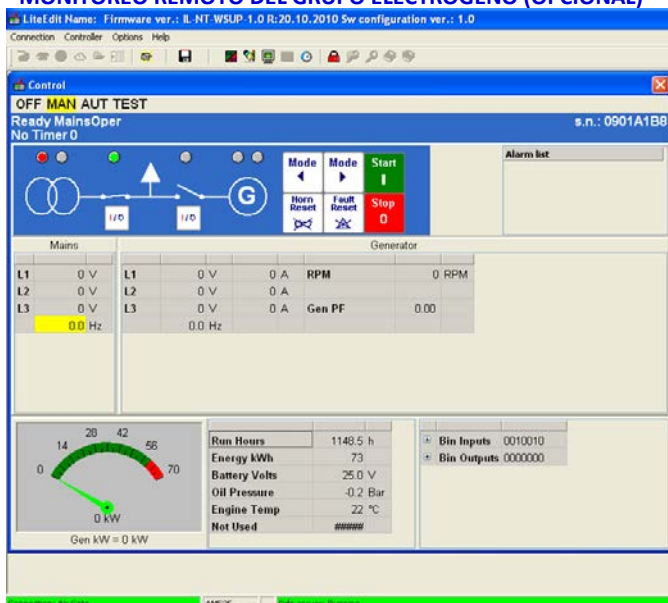 MONITOREO REMOTO DEL GRUPO ELECTRÓGENO (OPCIONAL)
LiteEdit Name: Firmware ver.: IL-NT-WSUP-1.0 R:20.10.2010 Sw configuration ver.: 1.0
Connection Controller Options Help
Control
OFF MAN AUT TEST
Ready MainsOper s.n.: 0901A1B8
No Timer 0
Mode Mode Start
I
Horn Reset Fault Reset Stop
0
G
I/O I/O
Alarm list
Mains Generator
L1 0 V L1 0 V 0 A RPM 0 RPM
L2 0 V L2 0 V 0 A
L3 0 V L3 0 V 0 A Gen PF 0.00
0.0 Hz 0.0 Hz
0 14 28 42 56 70
0 kW
Gen kW = 0 kW
Run Hours 1148.5 h
Energy kWh 73
Battery Volts 25.0 V
Oil Pressure -0.2 Bar
Engine Temp 22 °C
Not Used #####
Bin Inputs 0010010
Bin Outputs 0000000